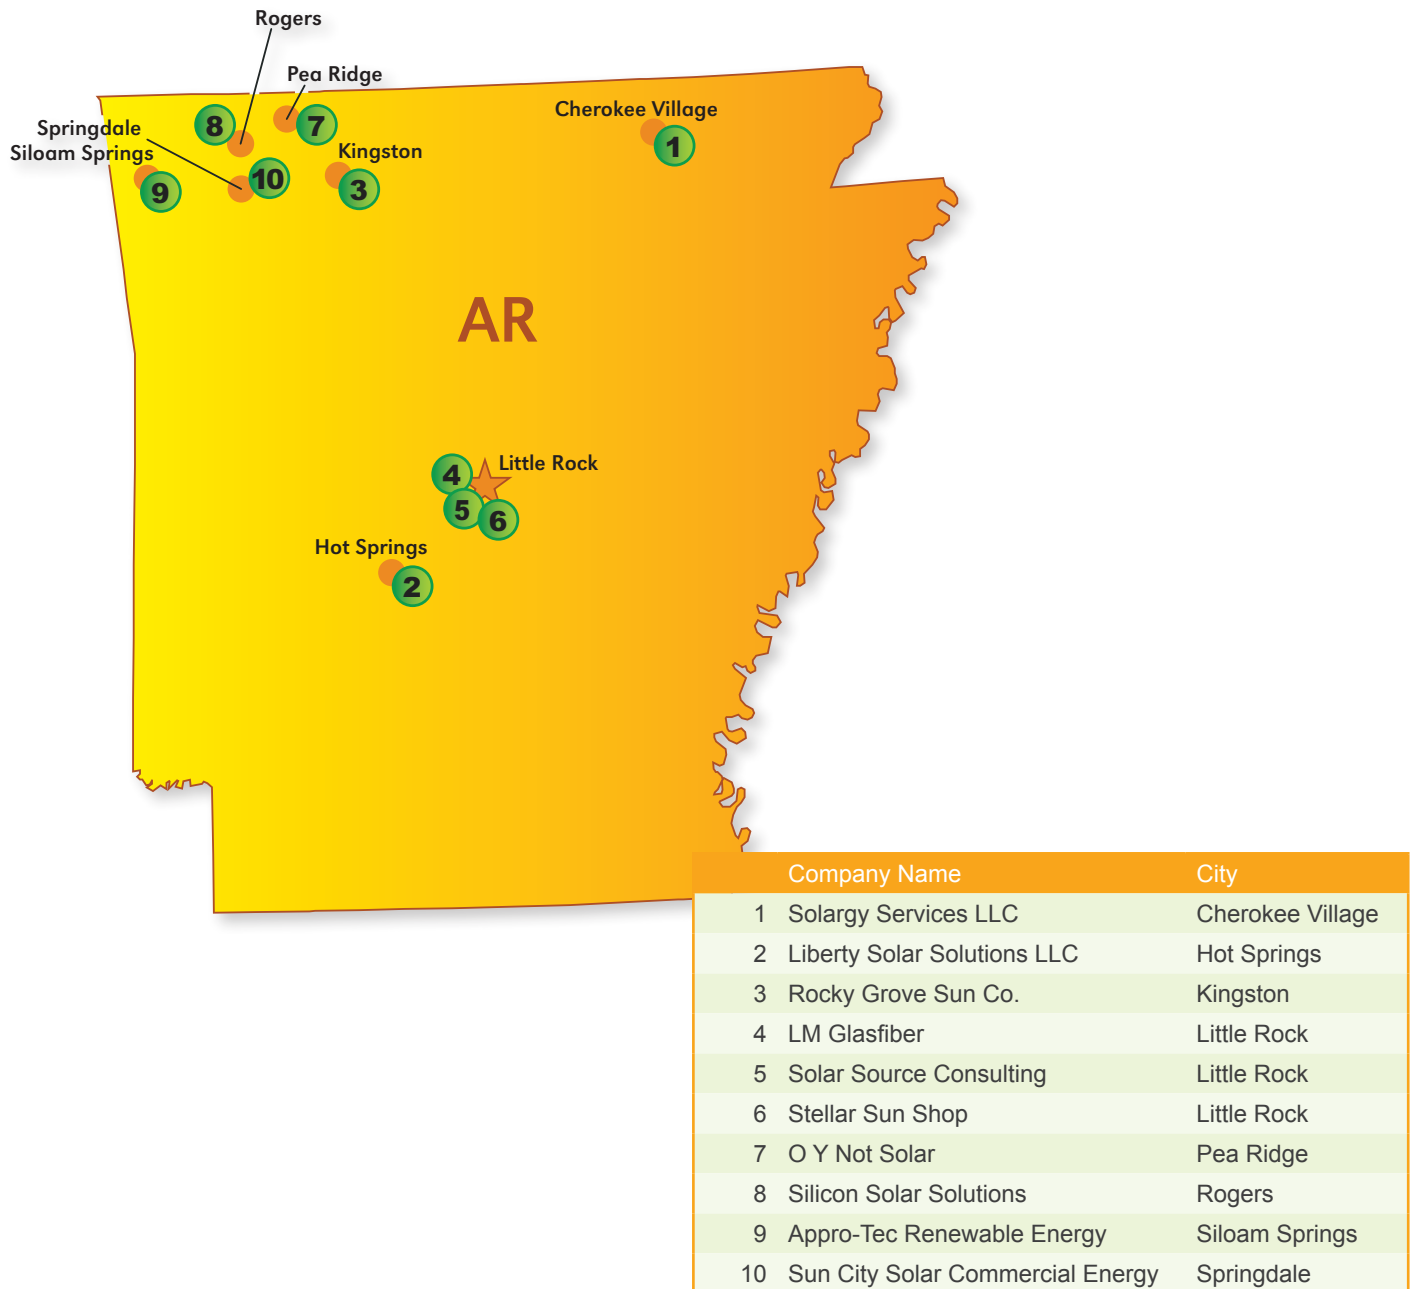 Rogers
Pea Ridge
Cherokee Village
8
7
Springdale
1
Siloam Springs
Kingston
10
9
3
AR
Little Rock
4
5
6
Hot Springs
2
Company Name City
1 Solargy Services LLC Cherokee Village
2 Liberty Solar Solutions LLC Hot Springs
3 Rocky Grove Sun Co. Kingston
4 LM Glasfiber Little Rock
5 Solar Source Consulting Little Rock
6 Stellar Sun Shop Little Rock
7 O Y Not Solar Pea Ridge
8 Silicon Solar Solutions Rogers
9 Appro-Tec Renewable Energy Siloam Springs
10 Sun City Solar Commercial Energy Springdale